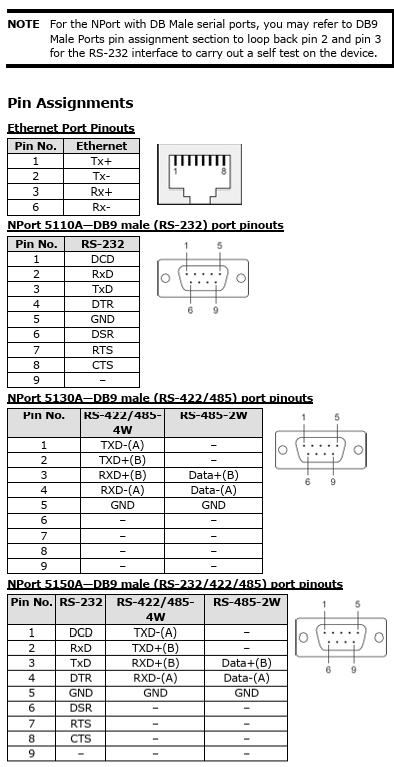 NOTE For the NPort with DB Male serial ports, you may refer to DB9
Male Ports pin assignment section to loop back pin 2 and pin 3
for the RS-232 interface to carry out a self test on the device.
Pin Assignments
Ethernet Port Pinouts
Pin No. Ethernet
1 Tx+
2 Tx-
3 Rx+
6 Rx-
1 8
NPort 5110A—DB9 male (RS-232) port pinouts
Pin No. RS-232
1 DCD
2 RxD
3 TxD
4 DTR
5 GND
6 DSR
7 RTS
8 CTS
9 –
1 5
6 9
NPort 5130A—DB9 male (RS-422/485) port pinouts
Pin No. RS-422/485-4W RS-485-2W
1 TXD-(A) –
2 TXD+(B) –
3 RXD+(B) Data+(B)
4 RXD-(A) Data-(A)
5 GND GND
6 – –
7 – –
8 – –
9 – –
1 5
6 9
NPort 5150A—DB9 male (RS-232/422/485) port pinouts
Pin No. RS-232 RS-422/485-4W RS-485-2W
1 DCD TXD-(A) –
2 RxD TXD+(B) –
3 TxD RXD+(B) Data+(B)
4 DTR RXD-(A) Data-(A)
5 GND GND GND
6 DSR – –
7 RTS – –
8 CTS – –
9 – – –
1 5
6 9